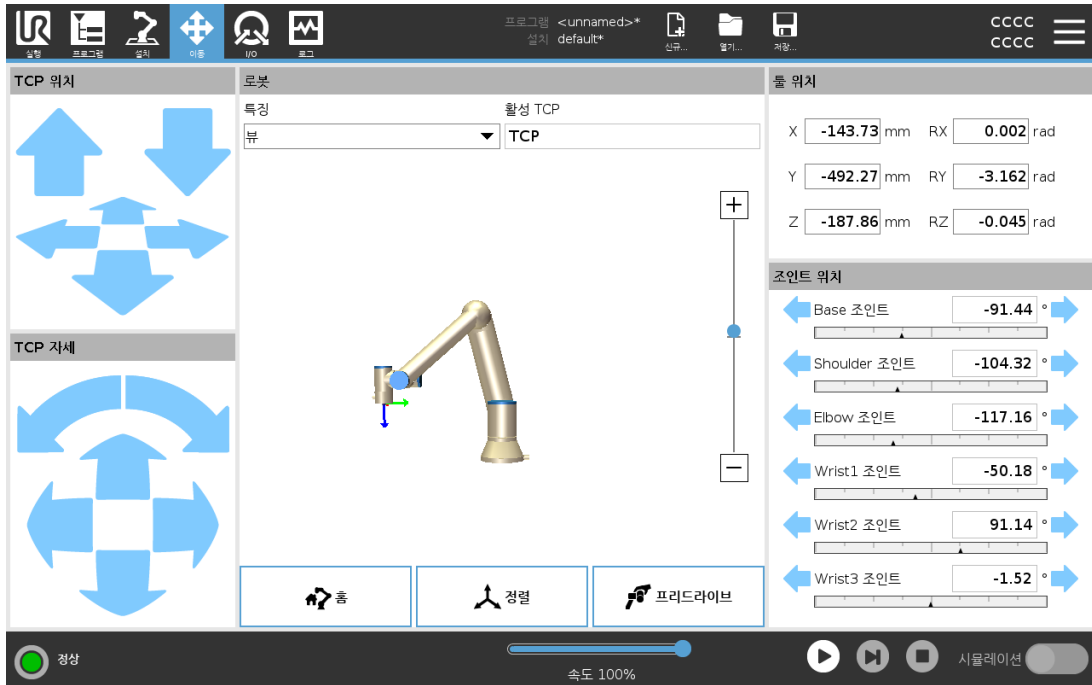 UR
실행
프로그램
설치
이동
I/O
로그
프로그램 <unnamed>*
설치 default*
신규...
열기...
저장...
CCCC
CCCC
TCP 위치
로봇
툴 위치
특징
활성 TCP
뷰
TCP
X -143.73 mm RX 0.002 rad
Y -492.27 mm RY -3.162 rad
Z -187.86 mm RZ -0.045 rad
조인트 위치
Base 조인트 -91.44 °
Shoulder 조인트 -104.32 °
Elbow 조인트 -117.16 °
Wrist1 조인트 -50.18 °
Wrist2 조인트 91.14 °
Wrist3 조인트 -1.52 °
TCP 자세
홈
정렬
프리드라이브
정상
속도 100%
시뮬레이션